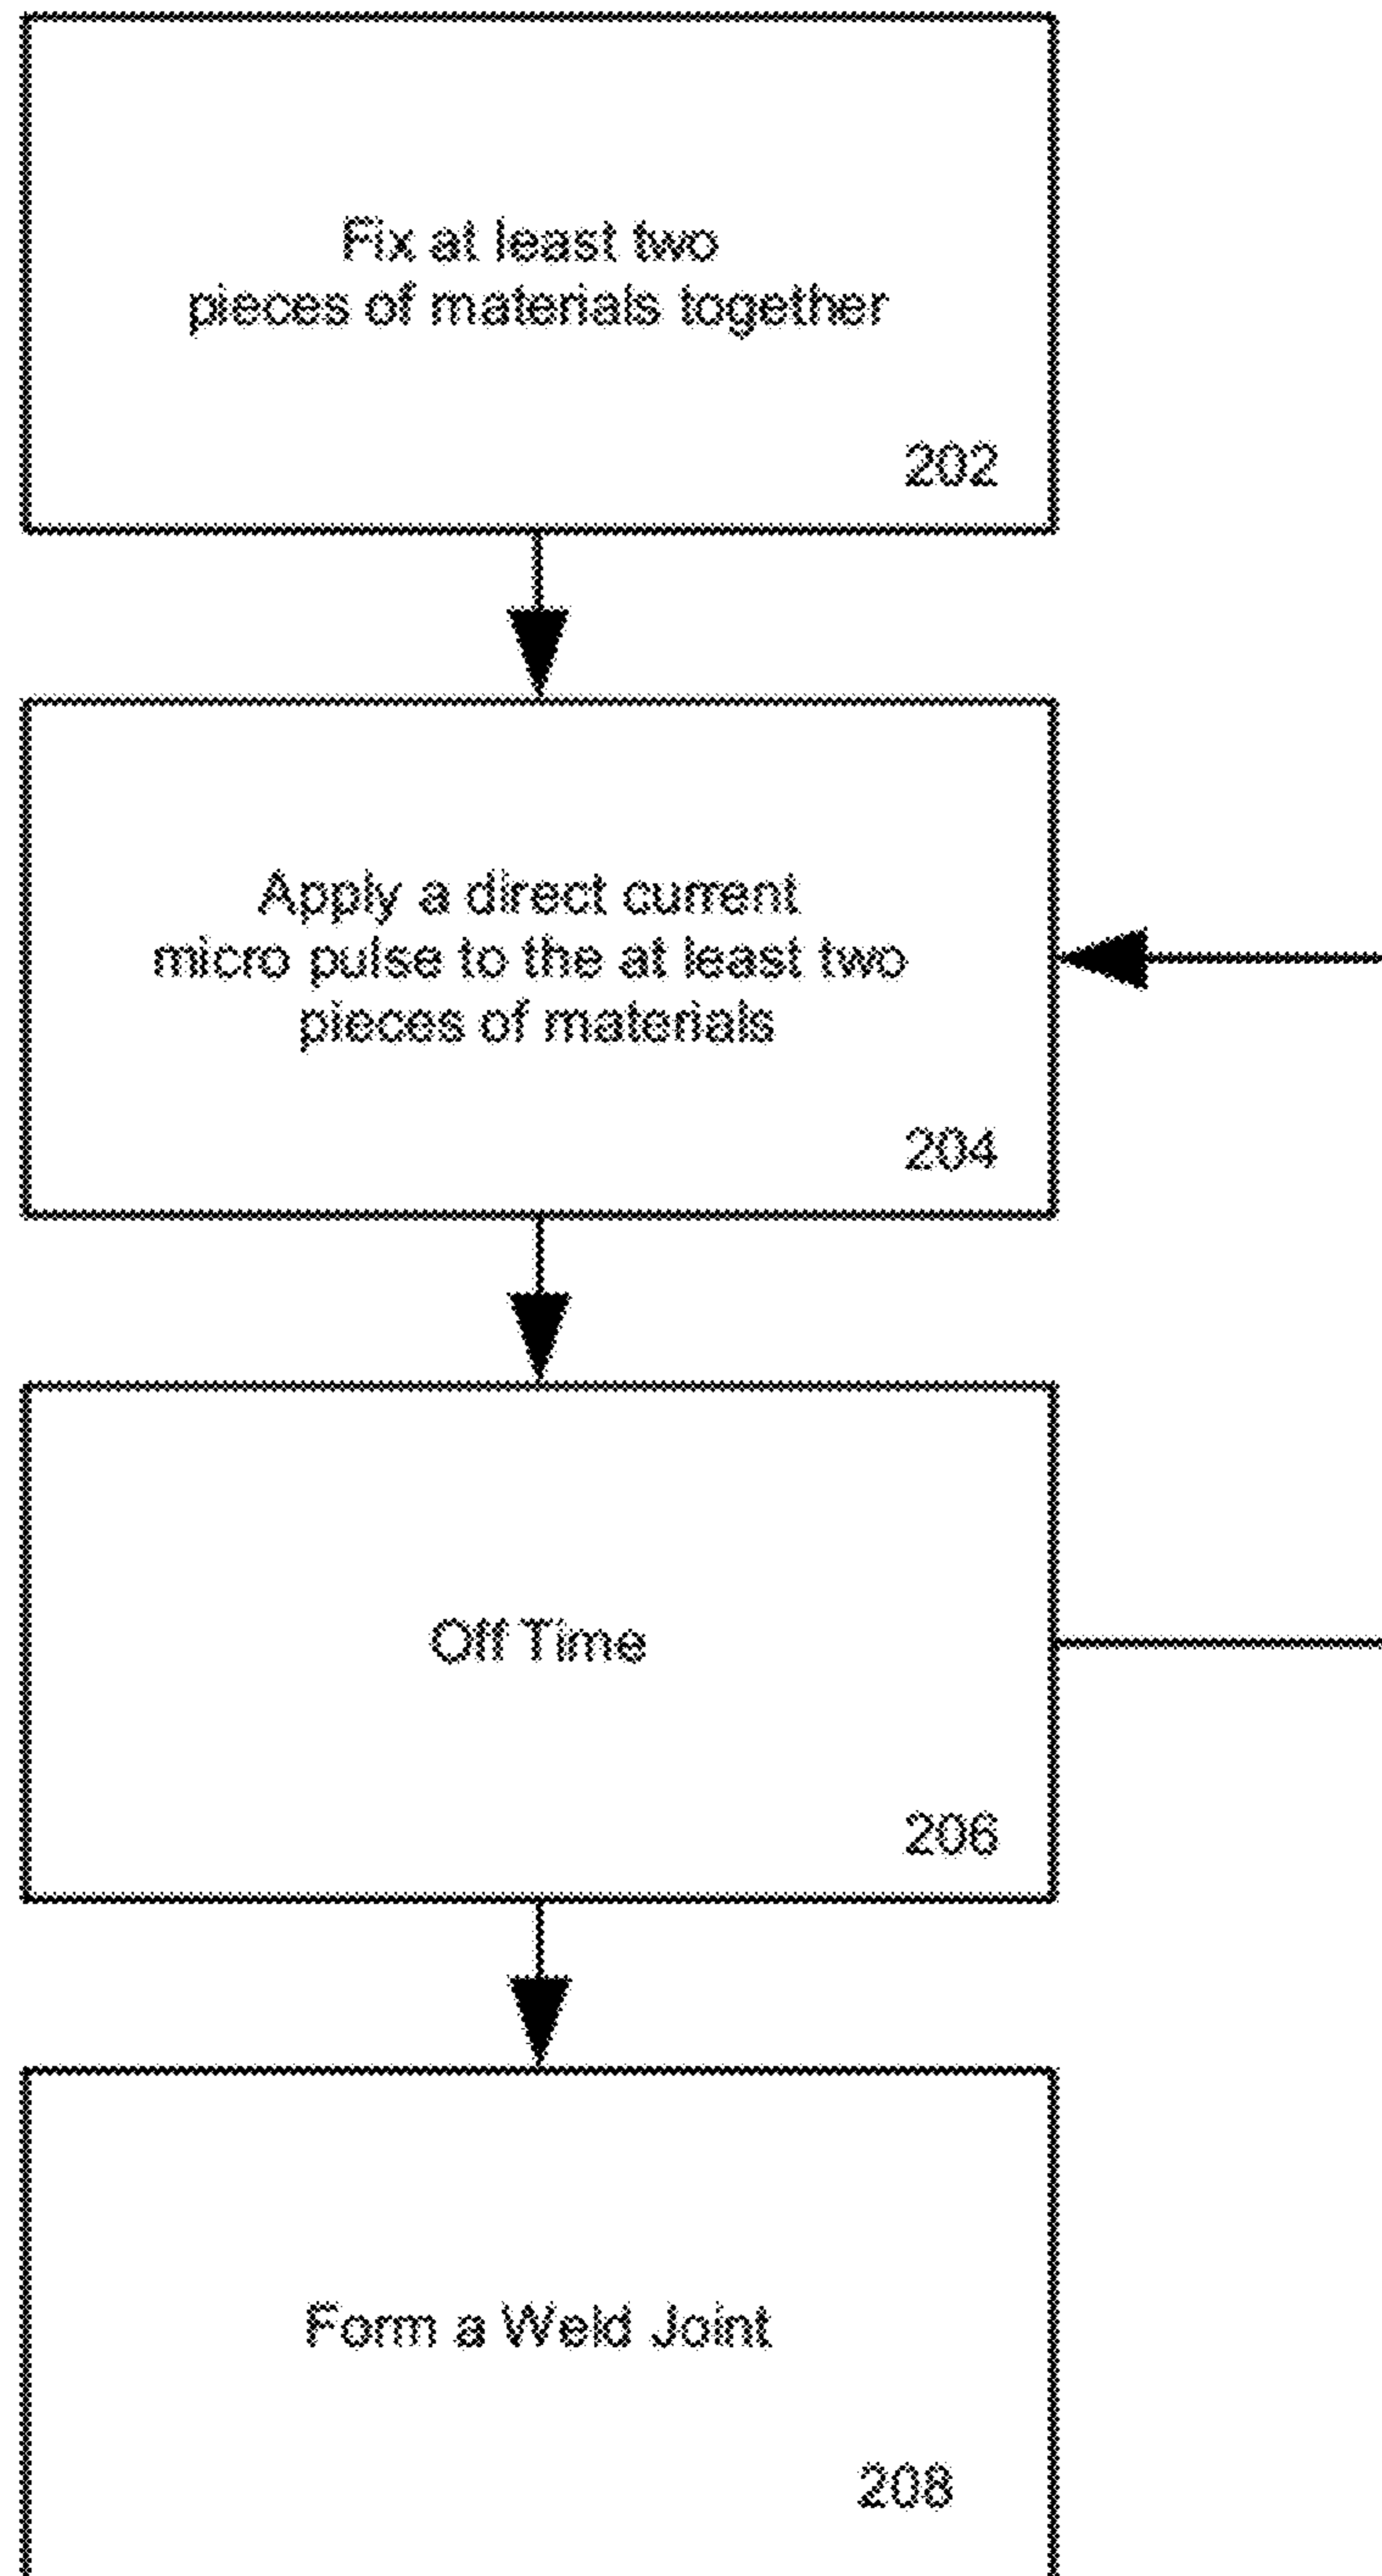 Fix at least two
pieces of materials together
202
Apply a direct current
micro pulse to the at least two
pieces of materials
204
Off Time
206
Form a Weld Joint
208